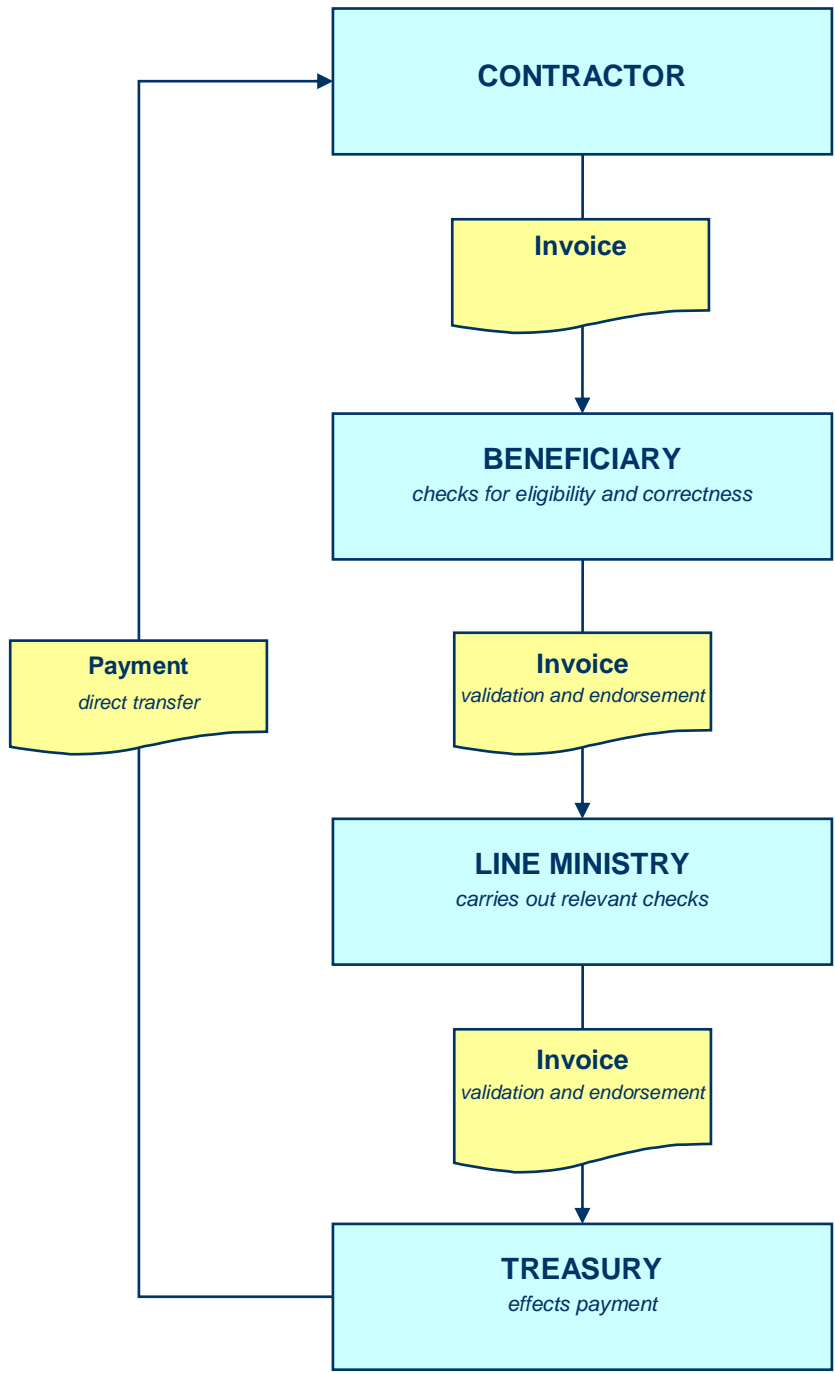 CONTRACTOR
Invoice
BENEFICIARY
checks for eligibility and correctness
Payment
direct transfer
Invoice
validation and endorsement
LINE MINISTRY
carries out relevant checks
Invoice
validation and endorsement
TREASURY
effects payment